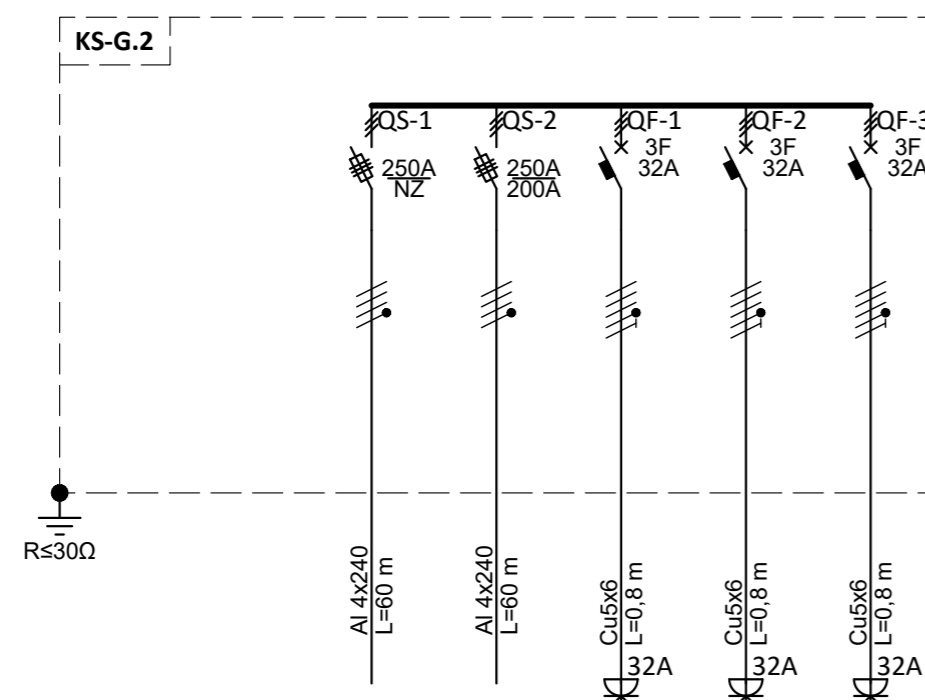 KS-G.2
QS-1
250A
NZ
QS-2
250A
200A
QF-1
3F
32A
QF-2
3F
32A
QF-3
3F
32A
R≤30Ω
Al 4x240
L=60 m
Al 4x240
L=60 m
Cu5x6
L=0,8 m
Cu5x6
L=0,8 m
Cu5x6
L=0,8 m
32A
32A
32A